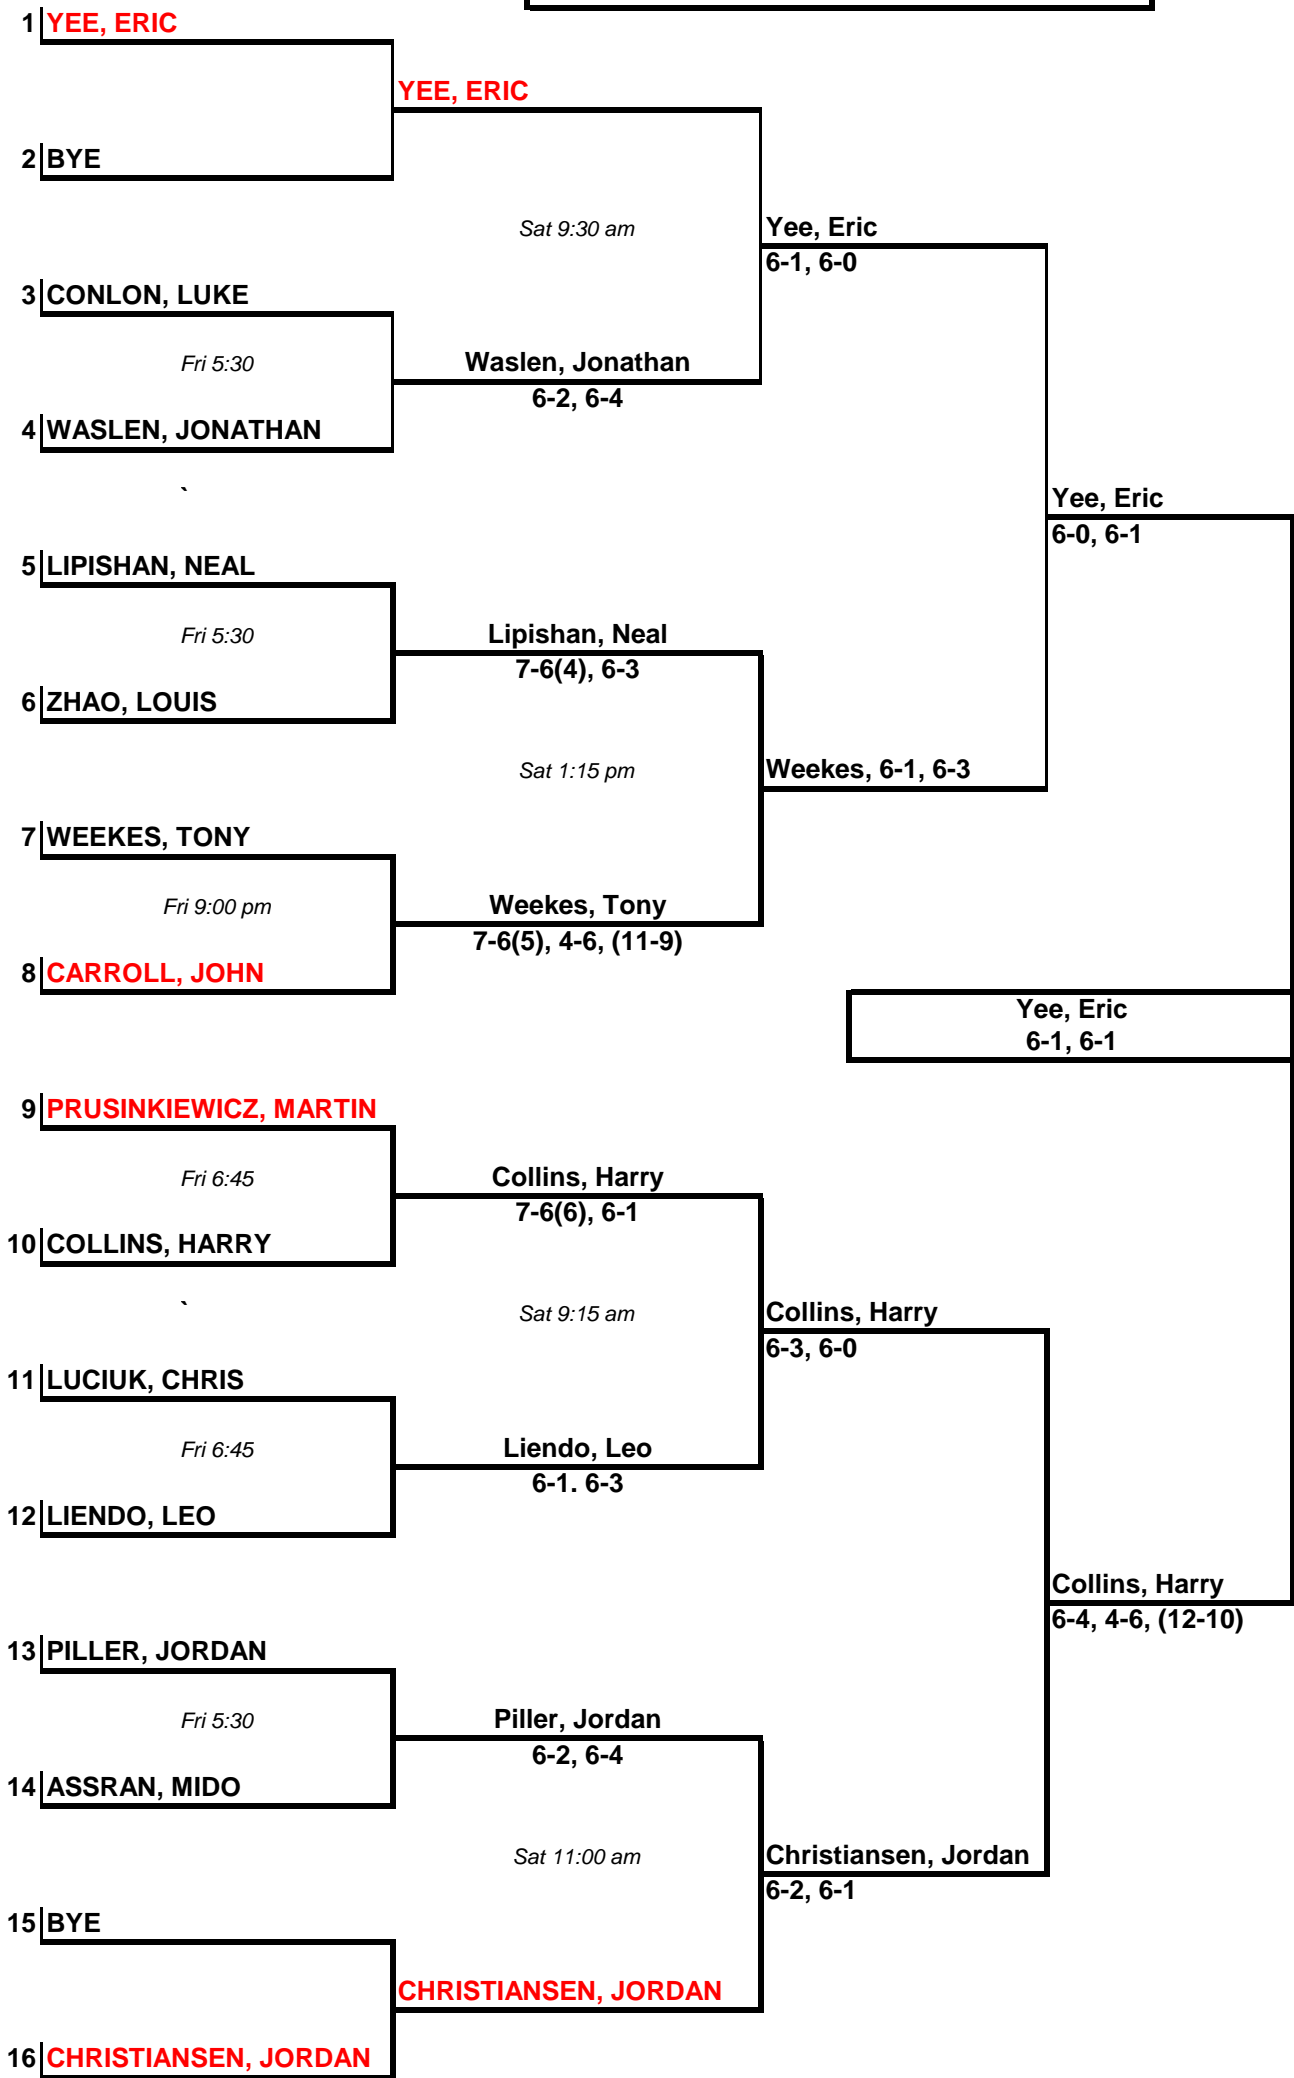 1 YEE, ERIC
YEE, ERIC
2 BYE
Sat 9:30 am
Yee, Eric
6-1, 6-0
3 CONLON, LUKE
Fri 5:30
Waslen, Jonathan
6-2, 6-4
4 WASLEN, JONATHAN
`
Yee, Eric
6-0, 6-1
5 LIPISHAN, NEAL
Fri 5:30
Lipishan, Neal
7-6(4), 6-3
6 ZHAO, LOUIS
Sat 1:15 pm
Weekes, 6-1, 6-3
7 WEEKES, TONY
Fri 9:00 pm
Weekes, Tony
7-6(5), 4-6, (11-9)
8 CARROLL, JOHN
Yee, Eric
6-1, 6-1
9 PRUSINKIEWICZ, MARTIN
Fri 6:45
Collins, Harry
7-6(6), 6-1
10 COLLINS, HARRY
`
Sat 9:15 am
Collins, Harry
6-3, 6-0
11 LUCIUK, CHRIS
Fri 6:45
Liendo, Leo
6-1. 6-3
12 LIENDO, LEO
Collins, Harry
6-4, 4-6, (12-10)
13 PILLER, JORDAN
Fri 5:30
Piller, Jordan
6-2, 6-4
14 ASSRAN, MIDO
Sat 11:00 am
Christiansen, Jordan
6-2, 6-1
15 BYE
CHRISTIANSEN, JORDAN
16 CHRISTIANSEN, JORDAN